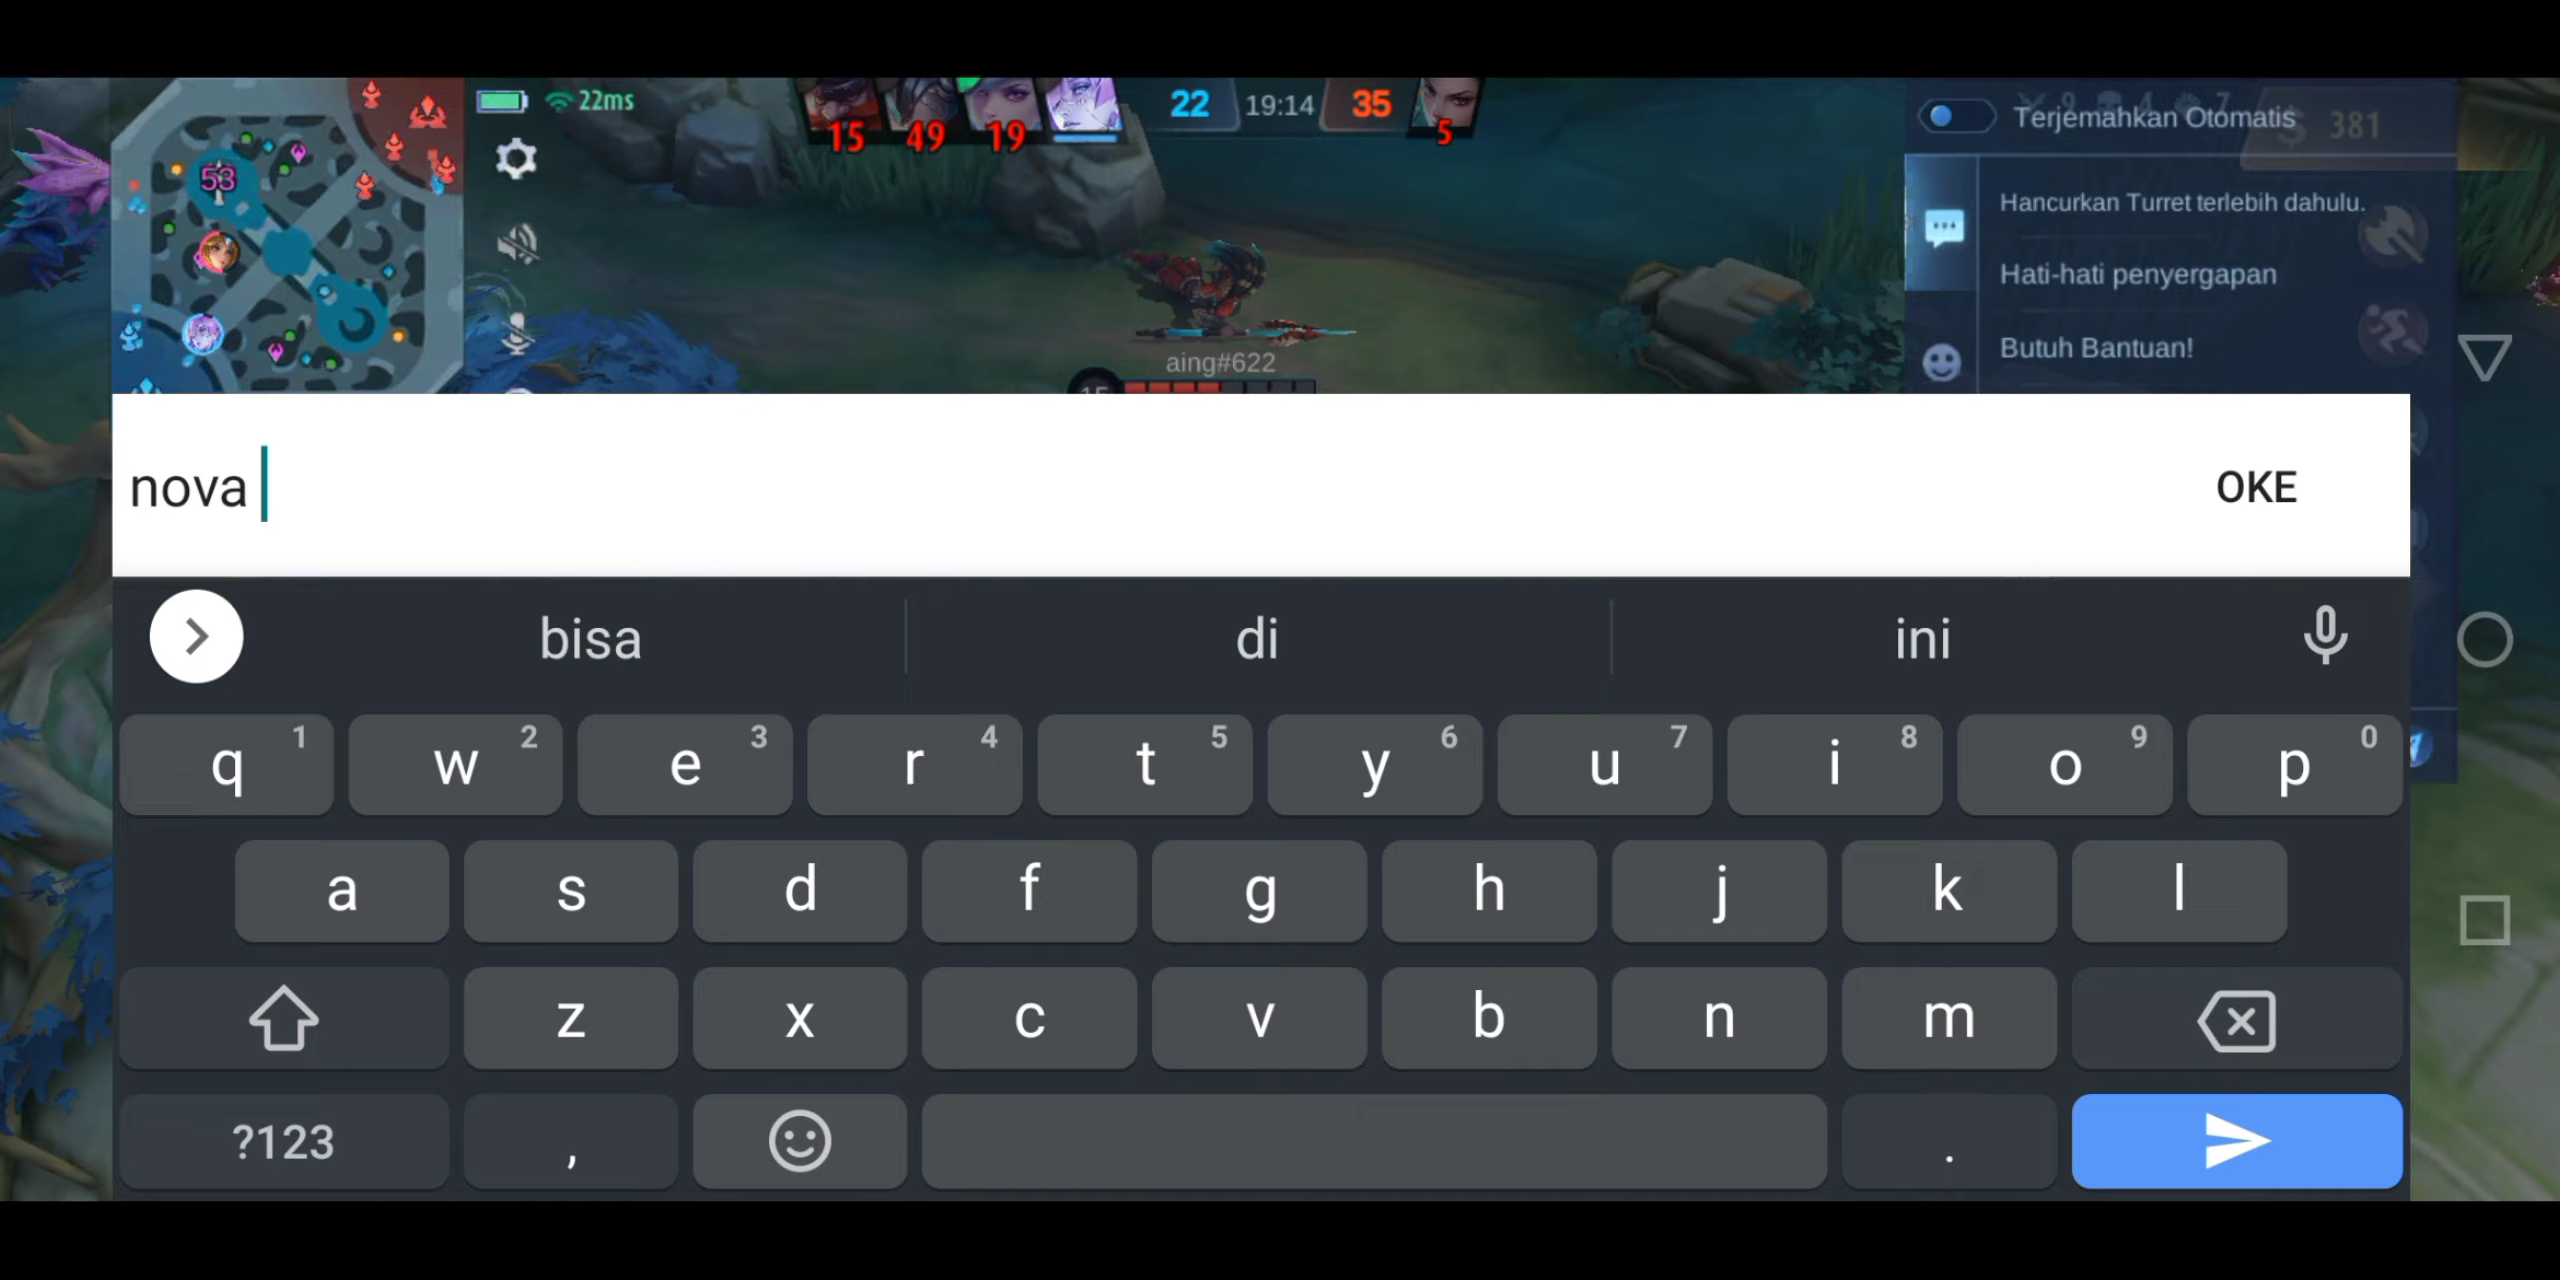 53
22ms
15
49
19
22
19:14
35
5
Terjemahkan Otomatis
381
Hancurkan Turret terlebih dahulu.
Hati-hati penyergapan
Butuh Bantuan!
aing#622
15
nova
OKE
bisa di ini
q 1 w 2 e 3 r 4 t 5 y 6 u 7 i 8 o 9 p 0
a s d f g h j k l
z x c v b n m
?123 , .